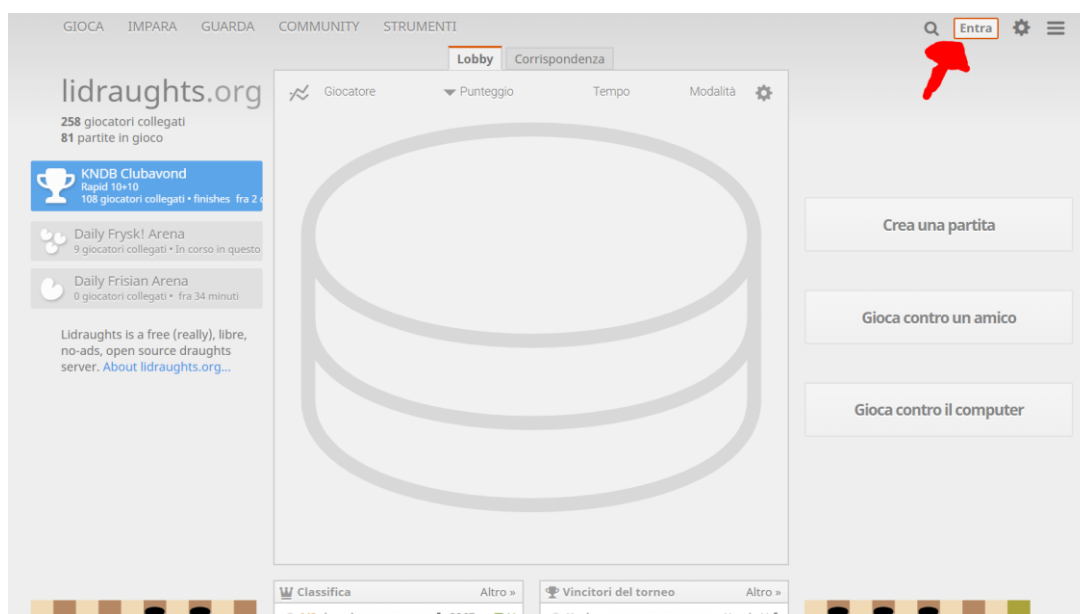 GIOCA IMPARA GUARDA COMMUNITY STRUMENTI
Entra
Lobby Corrispondenza
lidraughts.org
258 giocatori collegati
81 partite in gioco
KNDB Clubavond
Rapid 10+10
108 giocatori collegati • finishes fra 2
Daily Frysk! Arena
9 giocatori collegati • In corso in questo
Daily Frisian Arena
0 giocatori collegati • fra 34 minuti
Lidraughts is a free (really), libre,
no-ads, open source draughts
server. About lidraughts.org...
Giocatore Punteggio Tempo Modalità
Crea una partita
Gioca contro un amico
Gioca contro il computer
Classifica Altro »
Vincitori del torneo Altro »